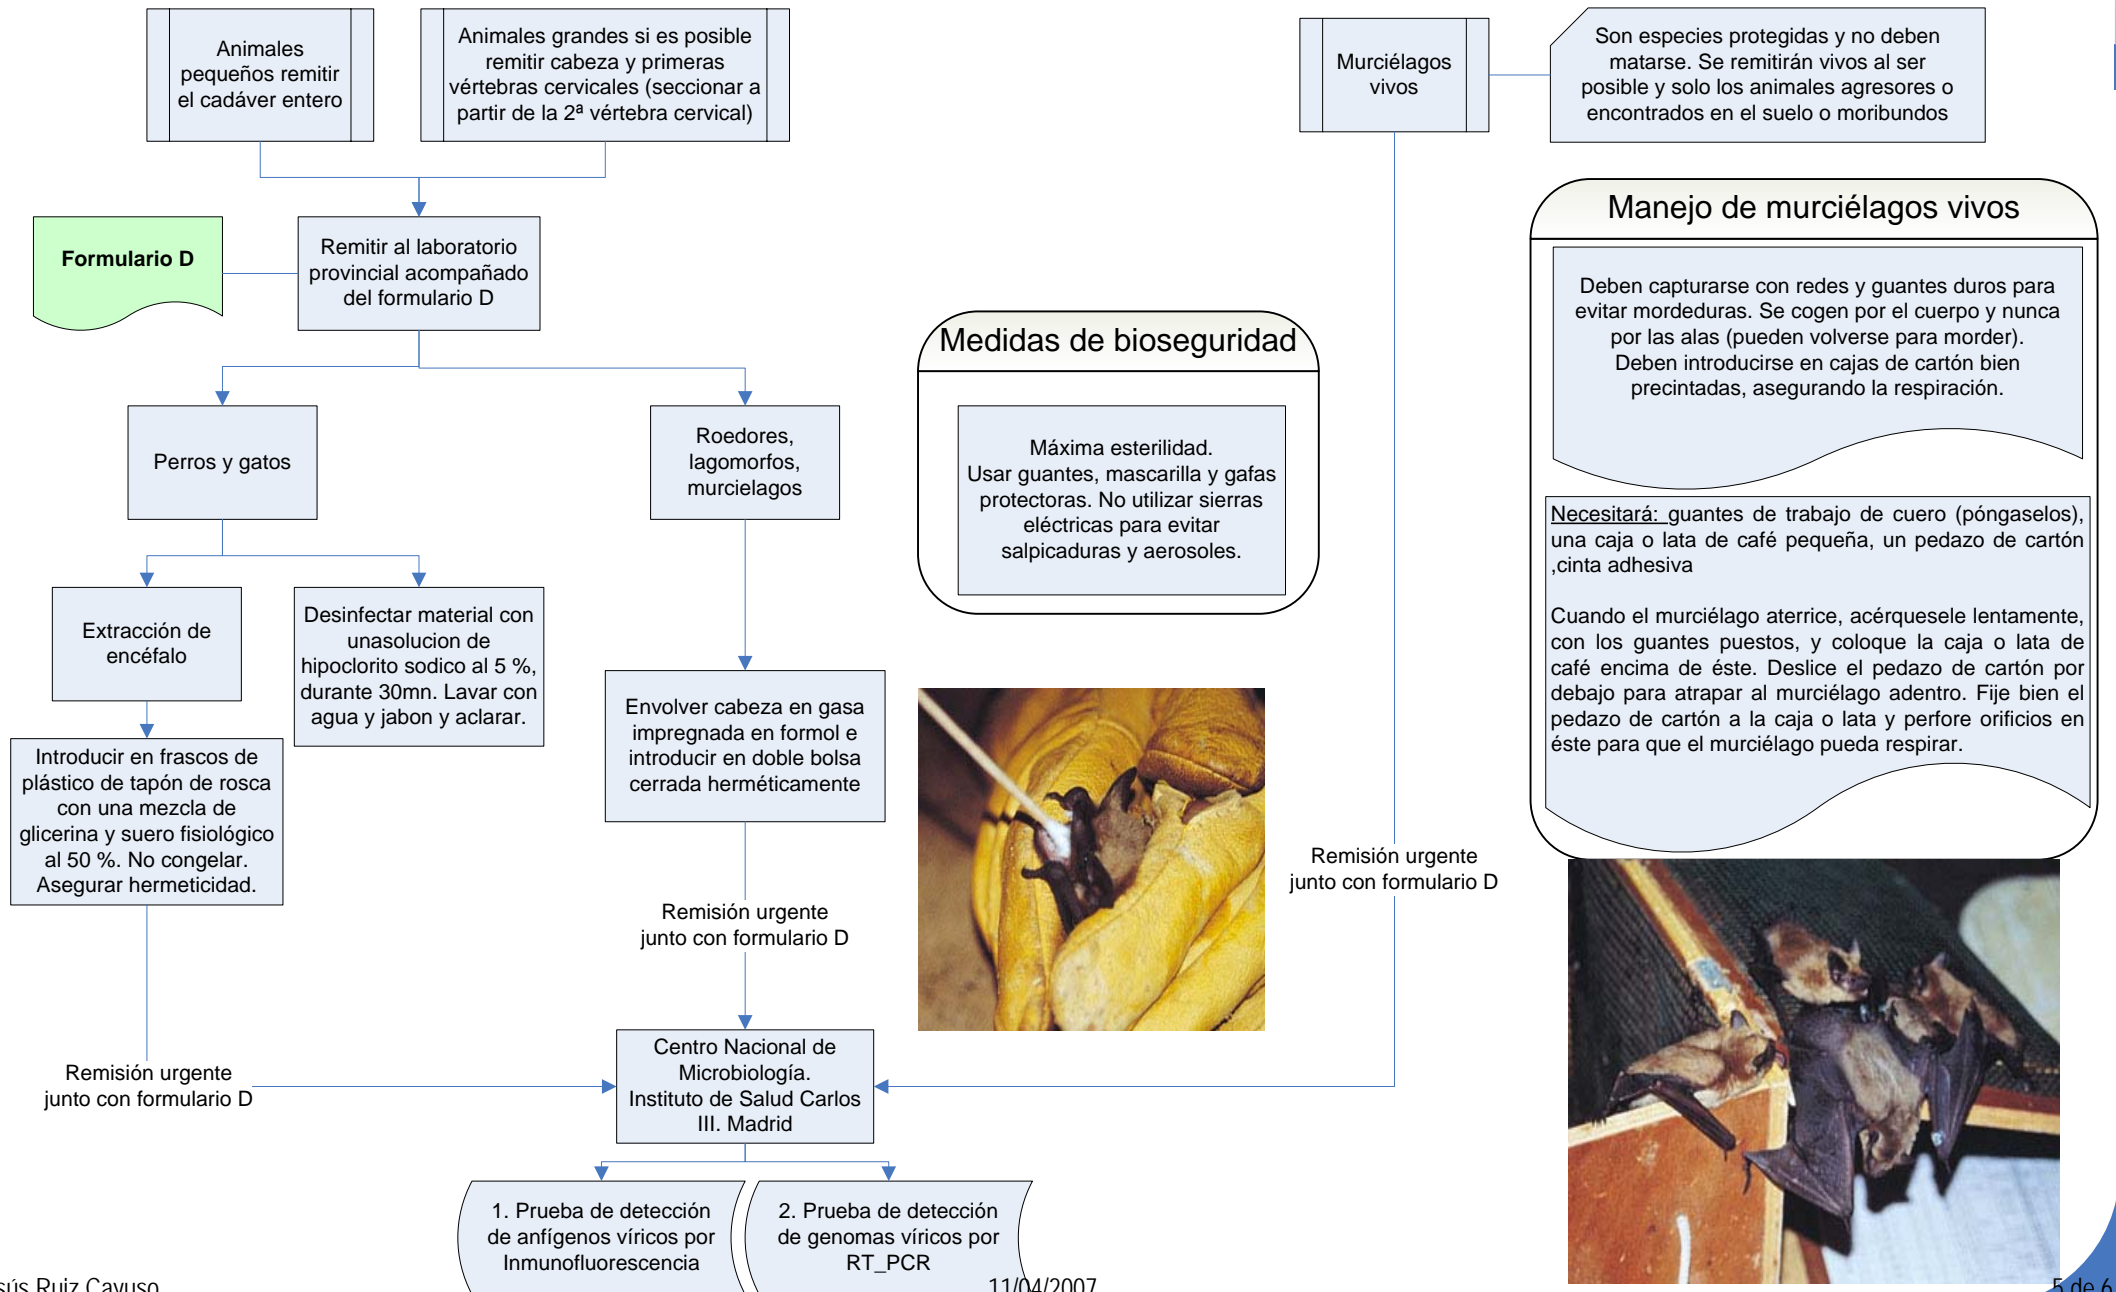 Animales
pequeños remitir
el cadáver entero
Animales grandes si es posible
remitir cabeza y primeras
vértebras cervicales (seccionar a
partir de la 2ª vértebra cervical)
Murciélagos
vivos
Son especies protegidas y no deben
matarse. Se remitirán vivos al ser
posible y solo los animales agresores o
encontrados en el suelo o moribundos
Formulario D
Remitir al laboratorio
provincial acompañado
del formulario D
Manejo de murciélagos vivos
Deben capturarse con redes y guantes duros para
evitar mordeduras. Se cogen por el cuerpo y nunca
por las alas (pueden volverse para morder).
Deben introducirse en cajas de cartón bien
precintadas, asegurando la respiración.
Medidas de bioseguridad
Máxima esterilidad.
Usar guantes, mascarilla y gafas
protectoras. No utilizar sierras
eléctricas para evitar
salpicaduras y aerosoles.
Perros y gatos
Roedores,
lagomorfos,
murcielagos
Necesitará: guantes de trabajo de cuero (póngaselos),
una caja o lata de café pequeña, un pedazo de cartón
,cinta adhesiva
Cuando el murciélago aterrice, acérquesele lentamente,
con los guantes puestos, y coloque la caja o lata de
café encima de éste. Deslice el pedazo de cartón por
debajo para atrapar al murciélago adentro. Fije bien el
pedazo de cartón a la caja o lata y perfore orificios en
éste para que el murciélago pueda respirar.
Extracción de
encéfalo
Desinfectar material con
unasolucion de
hipoclorito sodico al 5 %,
durante 30mn. Lavar con
agua y jabon y aclarar.
Envolver cabeza en gasa
impregnada en formol e
introducir en doble bolsa
cerrada herméticamente
Introducir en frascos de
plástico de tapón de rosca
con una mezcla de
glicerina y suero fisiológico
al 50 %. No congelar.
Asegurar hermeticidad.
Remisión urgente
junto con formulario D
Remisión urgente
junto con formulario D
Remisión urgente
junto con formulario D
Centro Nacional de
Microbiología.
Instituto de Salud Carlos
III. Madrid
1. Prueba de detección
de anfígenos víricos por
Inmunofluorescencia
2. Prueba de detección
de genomas víricos por
RT_PCR
sús Ruiz Cayuso
11/04/2007
5 de 6